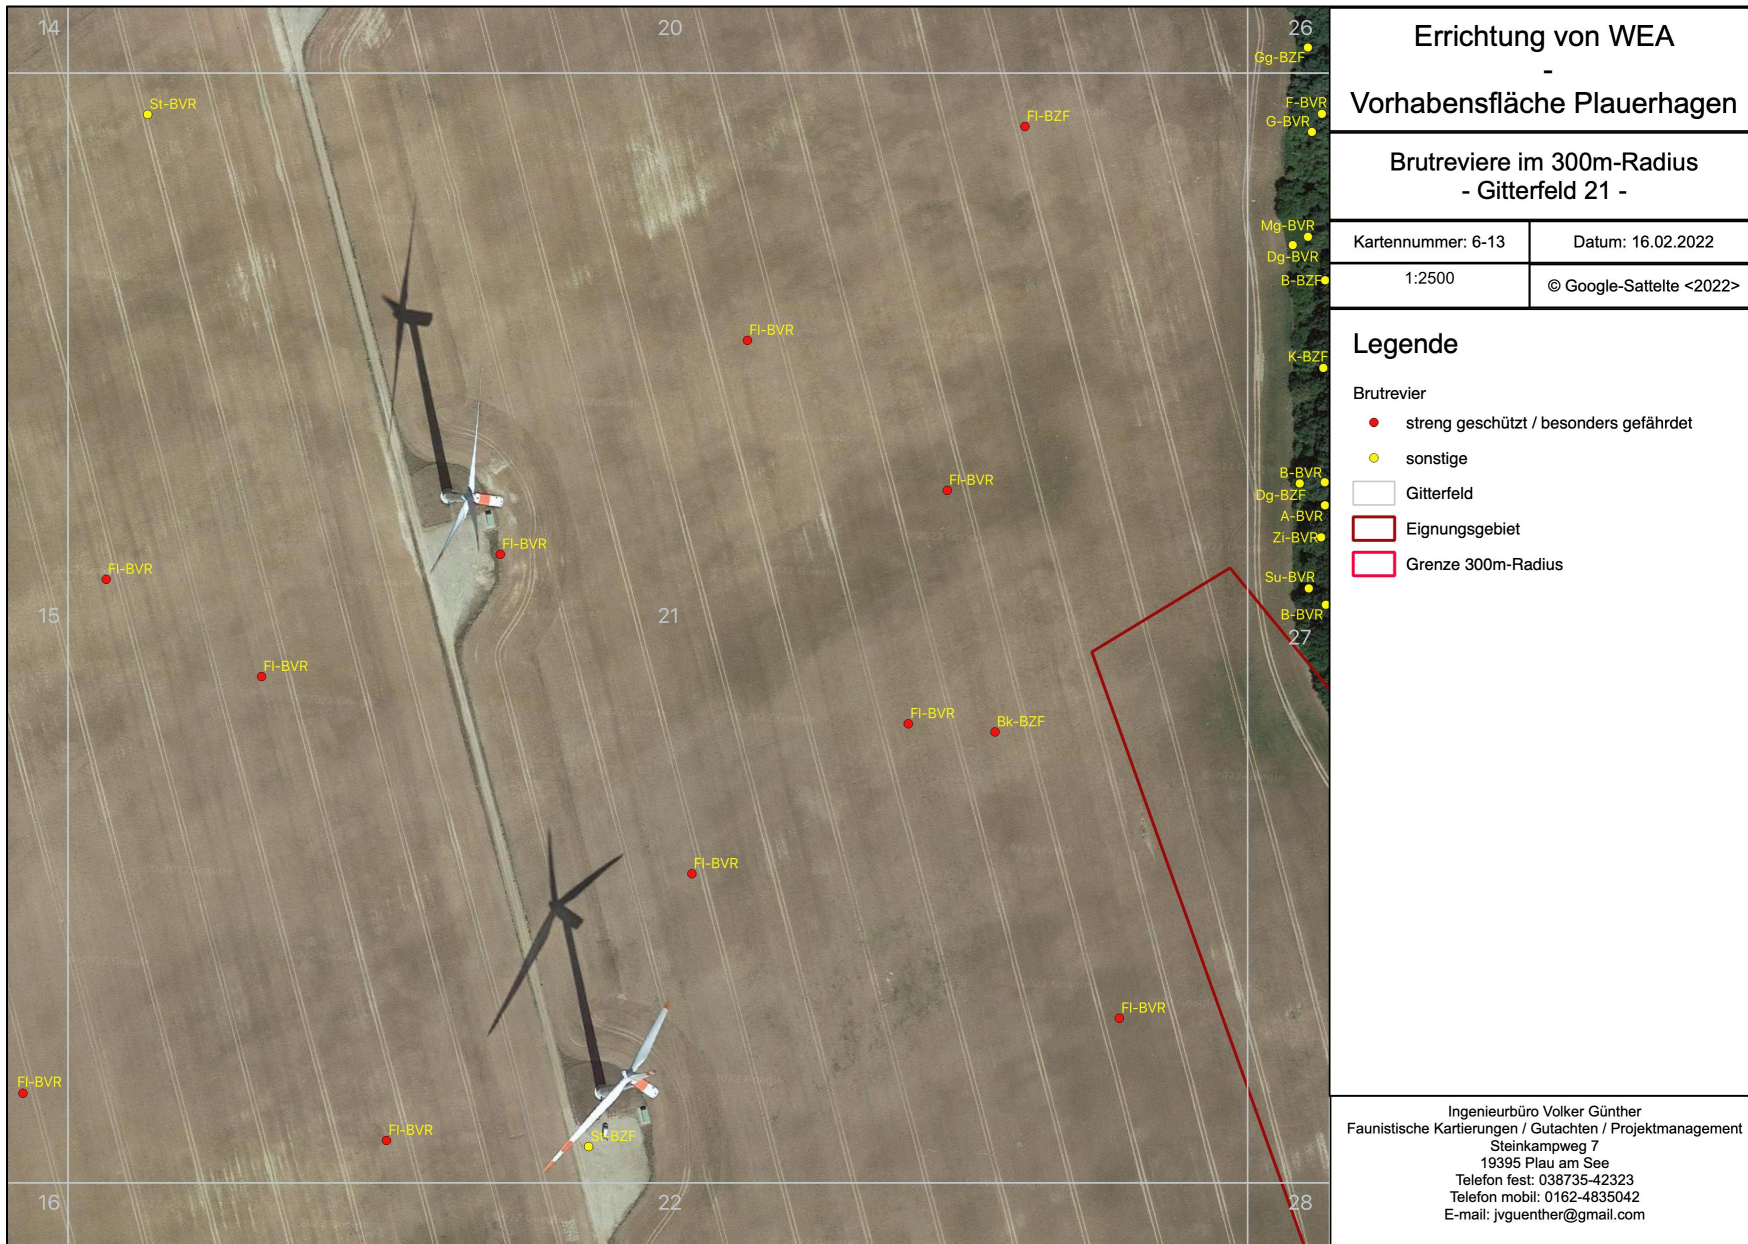 14
20
26
Gg-BZF
St-BVR
Fl-BZF
F-BVR
G-BVR
Mg-BVR
Dg-BVR
B-BZF
Fl-BVR
K-BZF
Fl-BVR
B-BVR
Dg-BZF
A-BVR
Zi-BVR
Fl-BVR
Fl-BVR
Su-BVR
B-BVR
15
21
27
Fl-BVR
Fl-BVR
Bk-BZF
Fl-BVR
Fl-BVR
Fl-BVR
Fl-BVR
St-BZF
16
22
28
Errichtung von WEA
-
Vorhabensfläche Plauerhagen
Brutreviere im 300m-Radius
- Gitterfeld 21 -
Kartennummer: 6-13
Datum: 16.02.2022
1:2500
© Google-Sattelte <2022>
Legende
Brutrevier
streng geschützt / besonders gefährdet
sonstige
Gitterfeld
Eignungsgebiet
Grenze 300m-Radius
Ingenieurbüro Volker Günther
Faunistische Kartierungen / Gutachten / Projektmanagement
Steinkampweg 7
19395 Plau am See
Telefon fest: 038735-42323
Telefon mobil: 0162-4835042
E-mail: jvguenther@gmail.com